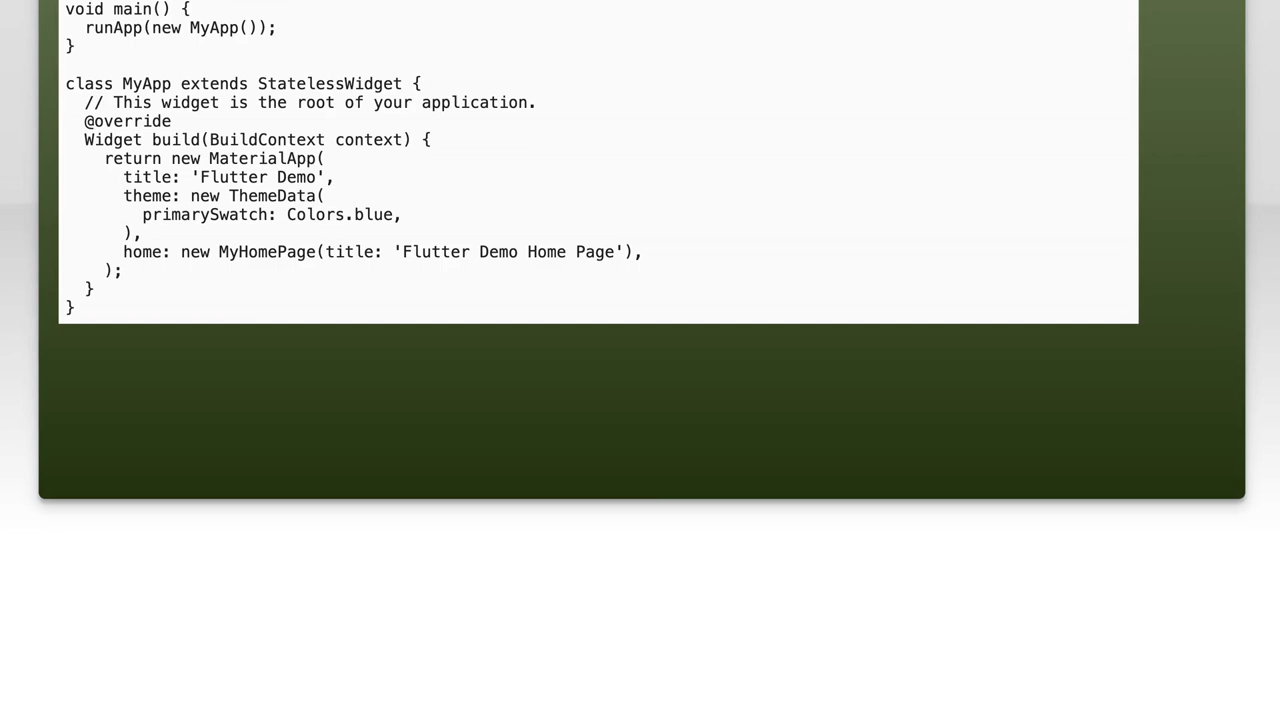 void main() {
  runApp(new MyApp());
}

class MyApp extends StatelessWidget {
  // This widget is the root of your application.
  @override
  Widget build(BuildContext context) {
    return new MaterialApp(
      title: 'Flutter Demo',
      theme: new ThemeData(
        primarySwatch: Colors.blue,
      ),
      home: new MyHomePage(title: 'Flutter Demo Home Page'),
    );
  }
}